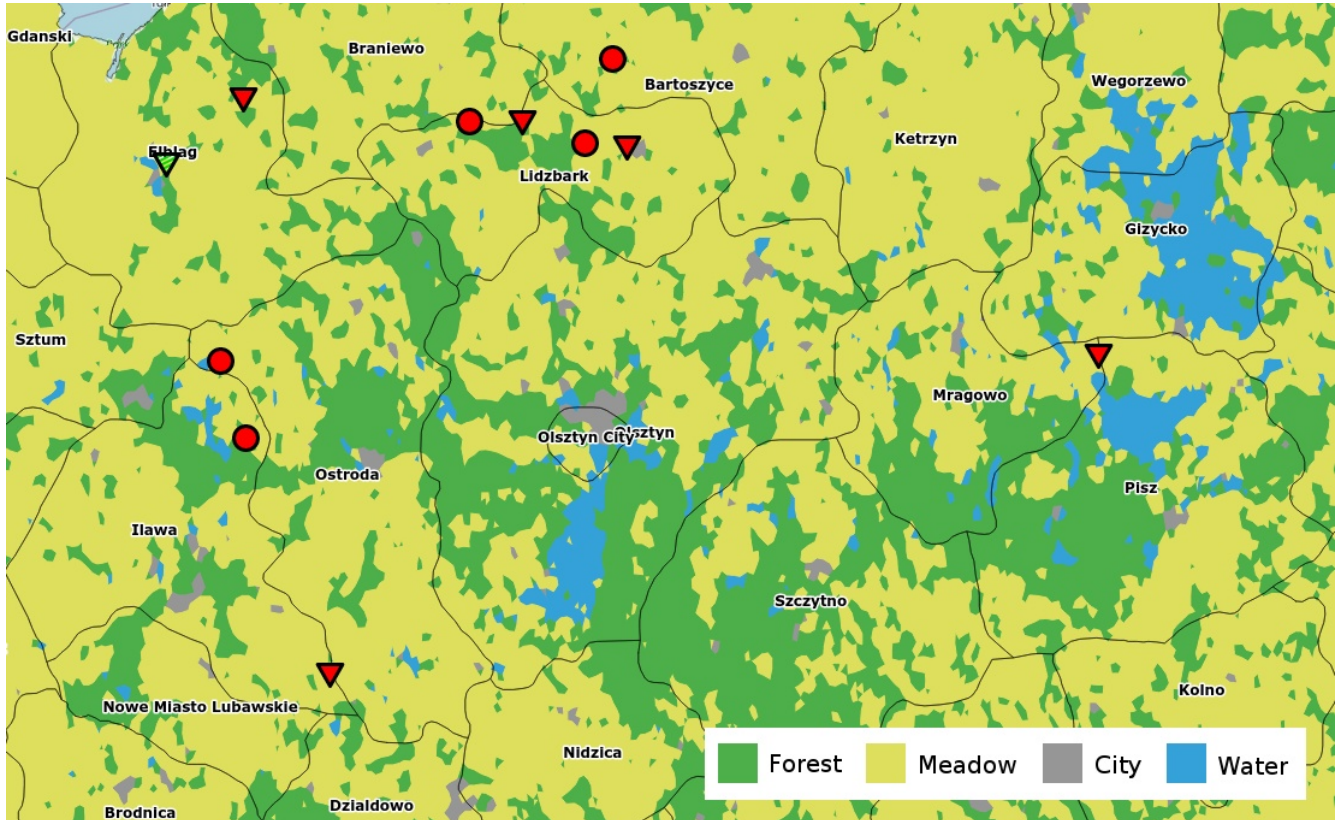 Gdanski
Braniewo
Bartoszyce
Wegorzewo
Elblag
Ketrzyn
Lidzbark
Gizycko
Sztum
Mragowo
Olsztyn City
Olsztyn
Ostroda
Pisz
Ilawa
Szczytno
Kolno
Nowe Miasto Lubawskie
Nidzica
Forest
Meadow
City
Water
Dzialdowo
Brodnica